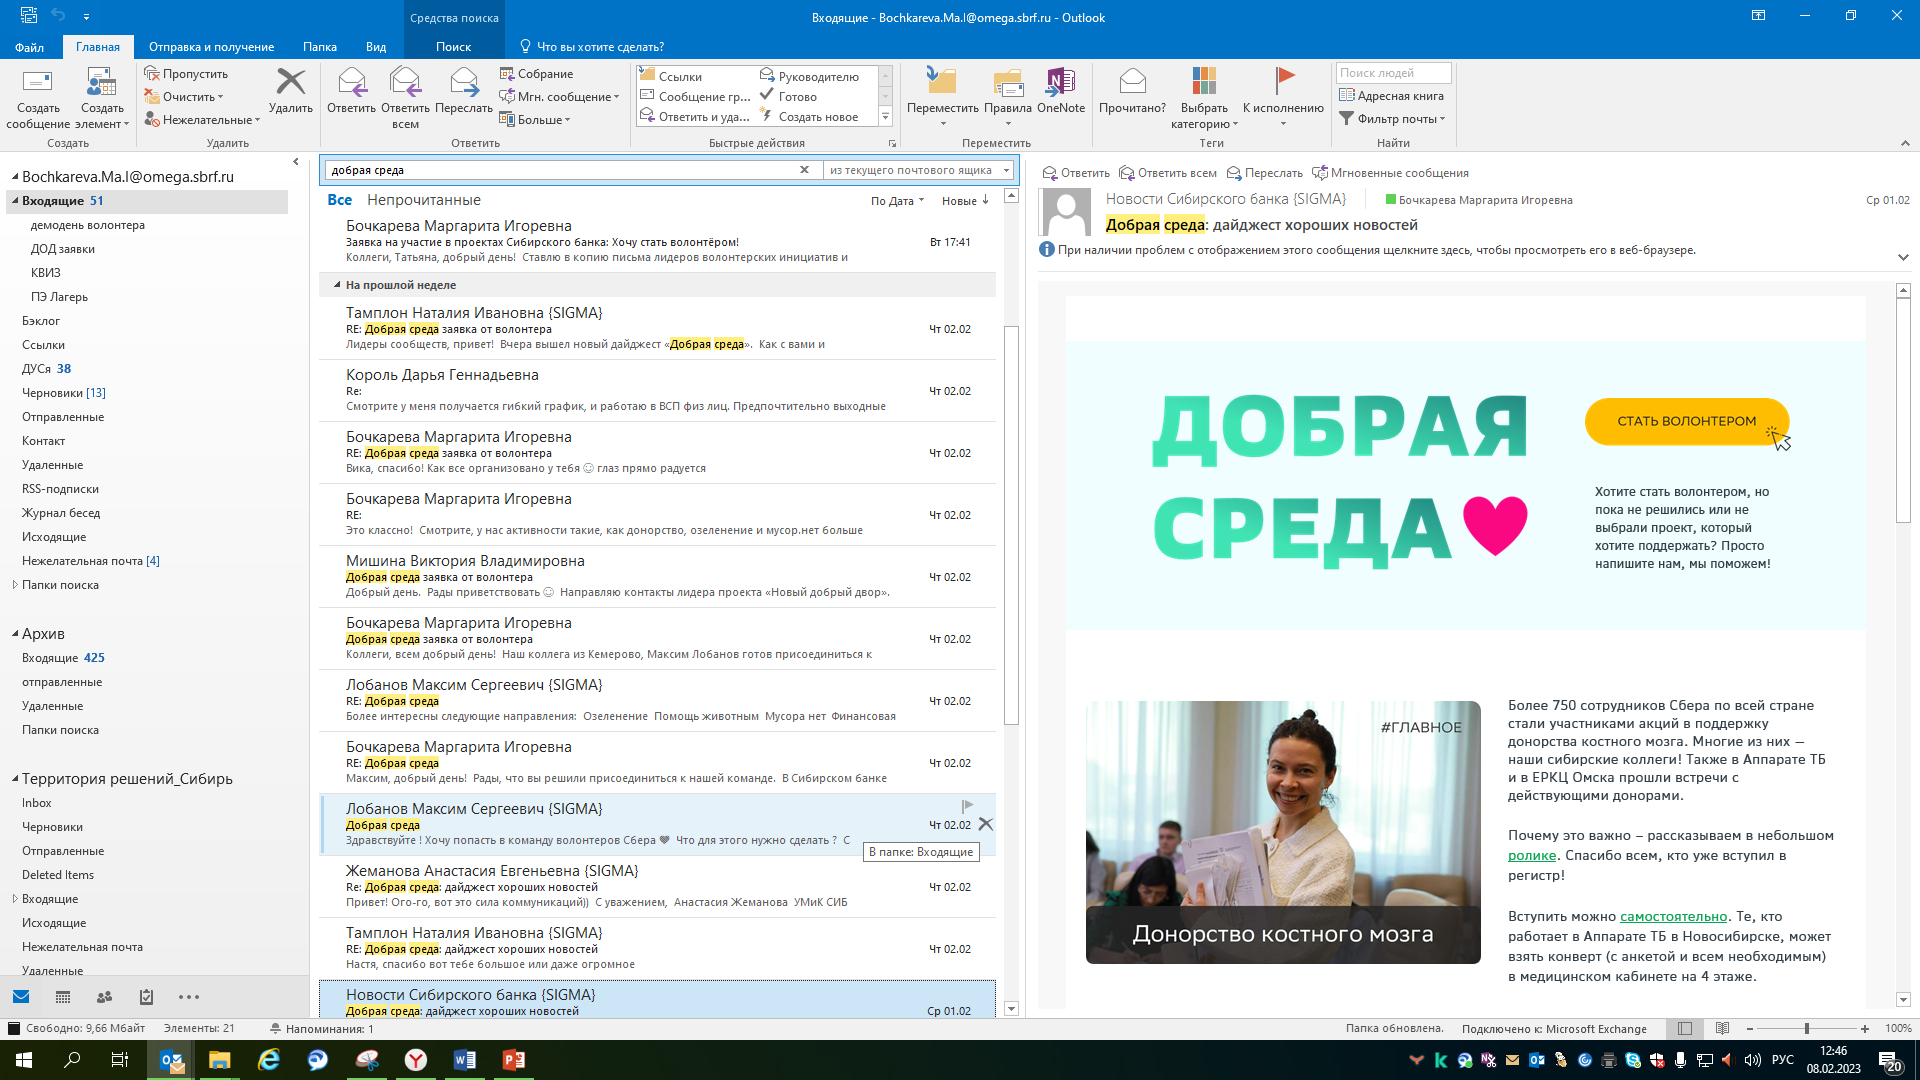 Средства поиска
Входящие - Bochkareva.Ma.I@omega.sbrf.ru - Outlook
Файл
Главная
Отправка и получение
Папка
Вид
Поиск
Что вы хотите сделать?
Создать сообщение
Создать элемент
Создать
Пропустить
Очистить
Нежелательные
Удалить
Удалить
Ответить
Ответить всем
Переслать
Собрание
Мгн. сообщение
Больше
Ответить
Ссылки
Сообщение гр...
Ответить и уда...
Руководителю
Готово
Создать новое
Быстрые действия
Переместить
Правила
OneNote
Переместить
Прочитано?
Выбрать категорию
К исполнению
Теги
Поиск людей
Адресная книга
Фильтр почты
Найти
Bochkareva.Ma.I@omega.sbrf.ru
Входящие 51
демодень волонтера
ДОД заявки
КВИЗ
ПЭ Лагерь
Бэклог
Ссылки
ДУСя 38
Черновики [13]
Отправленные
Контакт
Удаленные
RSS-подписки
Журнал бесед
Исходящие
Нежелательная почта [4]
Папки поиска
Архив
Входящие 425
отправленные
Удаленные
Папки поиска
Территория решений_Сибирь
Inbox
Черновики
Отправленные
Deleted Items
Входящие
Исходящие
Нежелательная почта
Удаленные
добрая среда
из текущего почтового ящика
Все Непрочитанные
По Дата Новые
Бочкарева Маргарита Игоревна
Заявка на участие в проектах Сибирского банка: Хочу стать волонтёром! Вт 17:41
Коллеги, Татьяна, добрый день! Ставлю в копию письма лидеров волонтерских инициатив и
На прошлой неделе
Тамплон Наталия Ивановна {SIGMA}
RE: Добрая среда заявка от волонтера Чт 02.02
Лидеры сообществ, привет! Вчера вышел новый дайджест «Добрая среда». Как с вами и
Король Дарья Геннадьевна
Re: Чт 02.02
Смотрите у меня получается гибкий график, и работаю в ВСП физ лиц. Предпочтительно выходные
Бочкарева Маргарита Игоревна
RE: Добрая среда заявка от волонтера Чт 02.02
Вика, спасибо! Как все организовано у тебя ☺ глаз прямо радуется
Бочкарева Маргарита Игоревна
RE: Чт 02.02
Это классно! Смотрите, у нас активности такие, как донорство, озеленение и мусор.нет больше
Мишина Виктория Владимировна
Добрая среда заявка от волонтера Чт 02.02
Добрый день. Рады приветствовать ☺ Направляю контакты лидера проекта «Новый добрый двор».
Бочкарева Маргарита Игоревна
Добрая среда заявка от волонтера Чт 02.02
Коллеги, всем добрый день! Наш коллега из Кемерово, Максим Лобанов готов присоединиться к
Лобанов Максим Сергеевич {SIGMA}
RE: Добрая среда Чт 02.02
Более интересны следующие направления: Озеленение Помощь животным Мусора нет Финансовая
Бочкарева Маргарита Игоревна
RE: Добрая среда Чт 02.02
Максим, добрый день! Рады, что вы решили присоединиться к нашей команде. В Сибирском банке
Лобанов Максим Сергеевич {SIGMA}
Добрая среда Чт 02.02
Здравствуйте ! Хочу попасть в команду волонтеров Сбера 💚 Что для этого нужно сделать ? С
В папке: Входящие
Жеманова Анастасия Евгеньевна {SIGMA}
Re: Добрая среда: дайджест хороших новостей Чт 02.02
Привет! Ого-го, вот это сила коммуникаций)) С уважением, Анастасия Жеманова УМиК СИБ
Тамплон Наталия Ивановна {SIGMA}
RE: Добрая среда: дайджест хороших новостей Чт 02.02
Настя, спасибо вот тебе большое или даже огромное
Новости Сибирского банка {SIGMA}
Добрая среда: дайджест хороших новостей Ср 01.02
Ответить Ответить всем Переслать Мгновенные сообщения
Новости Сибирского банка {SIGMA} Бочкарева Маргарита Игоревна Ср 01.02
Добрая среда: дайджест хороших новостей
При наличии проблем с отображением этого сообщения щелкните здесь, чтобы просмотреть его в веб-браузере.
ДОБРАЯ
СРЕДА
СТАТЬ ВОЛОНТЕРОМ
Хотите стать волонтером, но
пока не решились или не
выбрали проект, который
хотите поддержать? Просто
напишите нам, мы поможем!
#ГЛАВНОЕ
Донорство костного мозга
Более 750 сотрудников Сбера по всей стране
стали участниками акций в поддержку
донорства костного мозга. Многие из них –
наши сибирские коллеги! Также в Аппарате ТБ
и в ЕРКЦ Омска прошли встречи с
действующими донорами.
Почему это важно – рассказываем в небольшом
ролике. Спасибо всем, кто уже вступил в
регистр!
Вступить можно самостоятельно. Те, кто
работает в Аппарате ТБ в Новосибирске, может
взять конверт (с анкетой и всем необходимым)
в медицинском кабинете на 4 этаже.
Свободно: 9,66 Мбайт Элементы: 21 Напоминания: 1
Папка обновлена. Подключено к: Microsoft Exchange 100%
РУС
12:46
08.02.2023
20